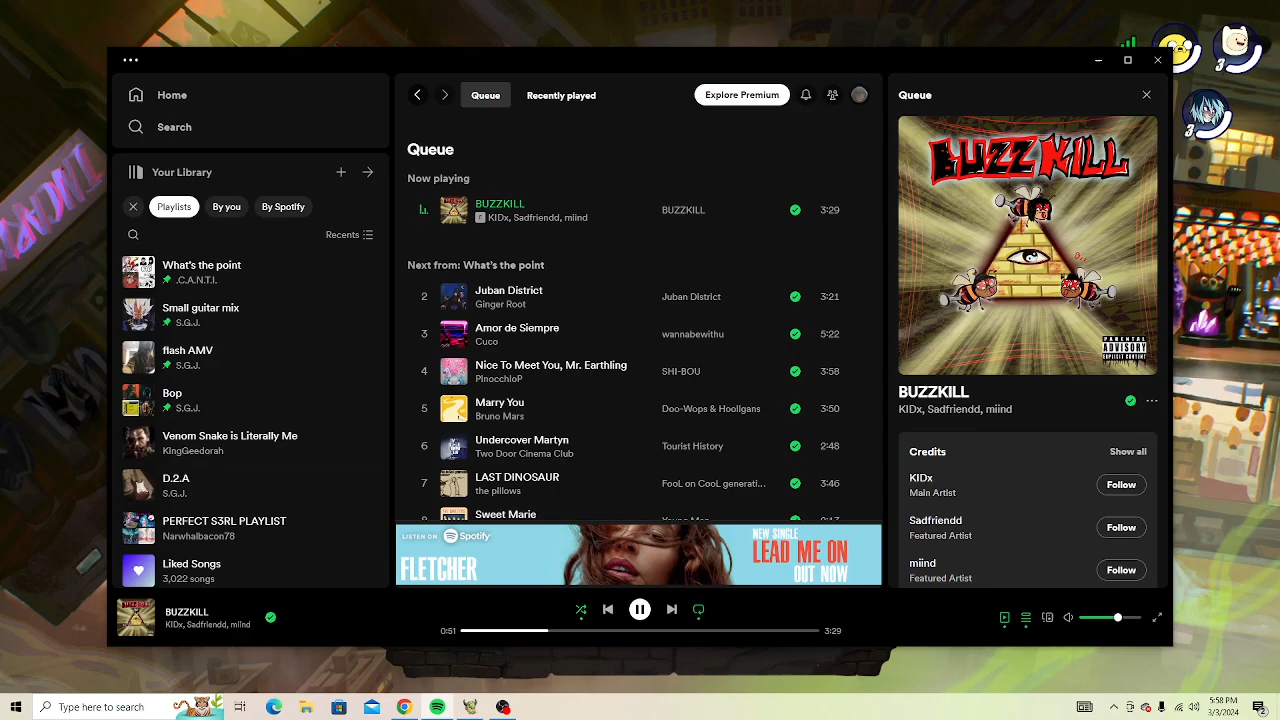 3
3
Home
Search
Your Library
Playlists
By you
By Spotify
Recents
What's the point
.C.A.N.T.I.
Small guitar mix
S.G.J.
flash AMV
S.G.J.
Bop
S.G.J.
Venom Snake is Literally Me
KingGeedorah
D.2.A
S.G.J.
PERFECT S3RL PLAYLIST
Narwhalbacon78
Liked Songs
3,022 songs
Queue
Recently played
Explore Premium
Queue
Now playing
BUZZKILL
E KIDx, Sadfriendd, miind
BUZZKILL
3:29
Next from: What's the point
2
Juban District
Ginger Root
Juban District
3:21
3
Amor de Siempre
Cuco
wannabewithu
5:22
4
Nice To Meet You, Mr. Earthling
PinocchioP
SHI-BOU
3:58
5
Marry You
Bruno Mars
Doo-Wops & Hooligans
3:50
6
Undercover Martyn
Two Door Cinema Club
Tourist History
2:48
7
LAST DINOSAUR
the pillows
FooL on CooL generati...
3:46
Sweet Marie
LISTEN ON Spotify
FLETCHER
NEW SINGLE
LEAD ME ON
OUT NOW
Queue
BUZZKILL
PARENTAL
ADVISORY
EXPLICIT CONTENT
BUZZKILL
KIDx, Sadfriendd, miind
Credits
Show all
KIDx
Main Artist
Follow
Sadfriendd
Featured Artist
Follow
miind
Featured Artist
Follow
BUZZKILL
KIDx, Sadfriendd, miind
0:51
3:29
Type here to search
5:58 PM
3/3/2024
2